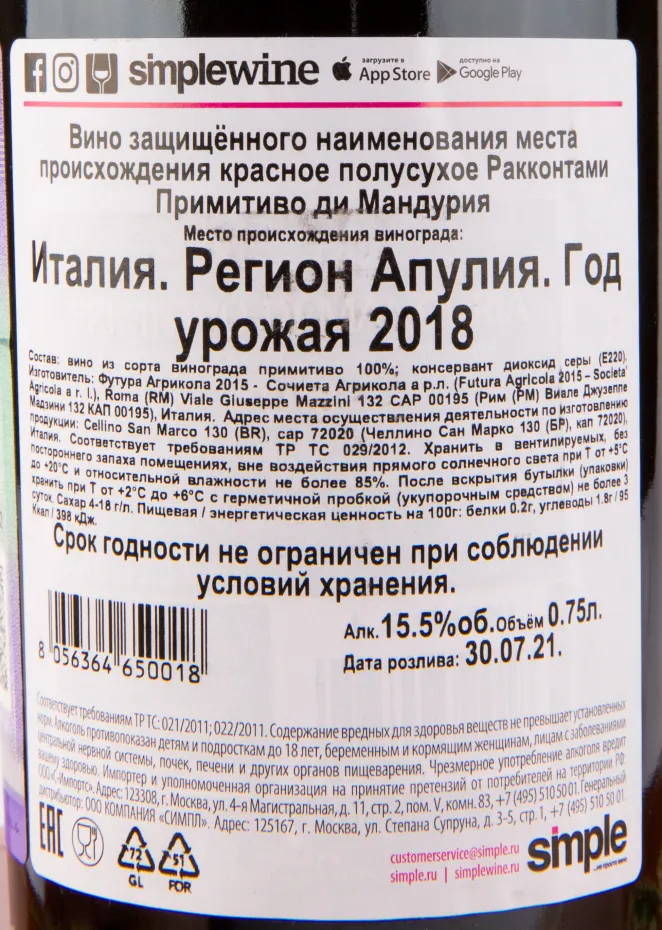 simplewine загрузите в App Store доступно на Google Play
Вино защищённого наименования места
происхождения красное полусухое Ракконтами
Примитиво ди Мандурия
Место происхождения винограда:
Италия. Регион Апулия. Год
урожая 2018
Состав: вино из сорта винограда примитиво 100%; консервант диоксид серы (Е220).
Изготовитель: Футура Агрикола 2015 - Сочиета Агрикола а р.л. (Futura Agricola 2015 – Societa'
Agricola a r. l.), Roma (RM) Viale Giuseppe Mazzini 132 CAP 00195 (Рим (РМ) Виале Джузеппе
Мадзини 132 КАП 00195), Италия. Адрес места осуществления деятельности по изготовлению
продукции: Cellino San Marco 130 (BR), cap 72020 (Челлино Сан Марко 130 (БР), кап 72020),
Италия. Соответствует требованиям ТР ТС 029/2012. Хранить в вентилируемых, без
постороннего запаха помещениях, вне воздействия прямого солнечного света при Т от +5°С
до +20°С и относительной влажности не более 85%. После вскрытия бутылки (упаковки)
хранить при Т от +2°С до +6°С с герметичной пробкой (укупорочным средством) не более 3
суток. Сахар 4-18 г/л. Пищевая / энергетическая ценность на 100г: белки 0.2г, углеводы 1.8г / 95
Ккал / 398 кДж.
Срок годности не ограничен при соблюдении
условий хранения.
Алк. 15.5%об. Объём 0.75л.
Дата розлива: 30.07.21.
8 056364 650018
Соответствует требованиям ТР ТС: 021/2011; 022/2011. Содержание вредных для здоровья веществ не превышает установленных
норм. Алкоголь противопоказан детям и подросткам до 18 лет, беременным и кормящим женщинам, лицам с заболеваниями
центральной нервной системы, почек, печени и других органов пищеварения. Чрезмерное употребление алкоголя вредит
вашему здоровью. Импортер и уполномоченная организация на принятие претензий от потребителей на территории РФ:
ООО «С-Импортс». Адрес: 123308, г. Москва, ул. 4-я Магистральная, д. 11, стр. 2, пом. V, комн. 83, +7 (495) 510 50 01. Генеральный
дистрибьютор: ООО КОМПАНИЯ «СИМПЛ». Адрес: 125167, г. Москва, ул. Степана Супруна, д. 3-5, стр. 1, +7 (495) 510 50 01
EAC
72
GL
51
FOR
customerservice@simple.ru
simple.ru | simplewine.ru
simple
...не просто вино